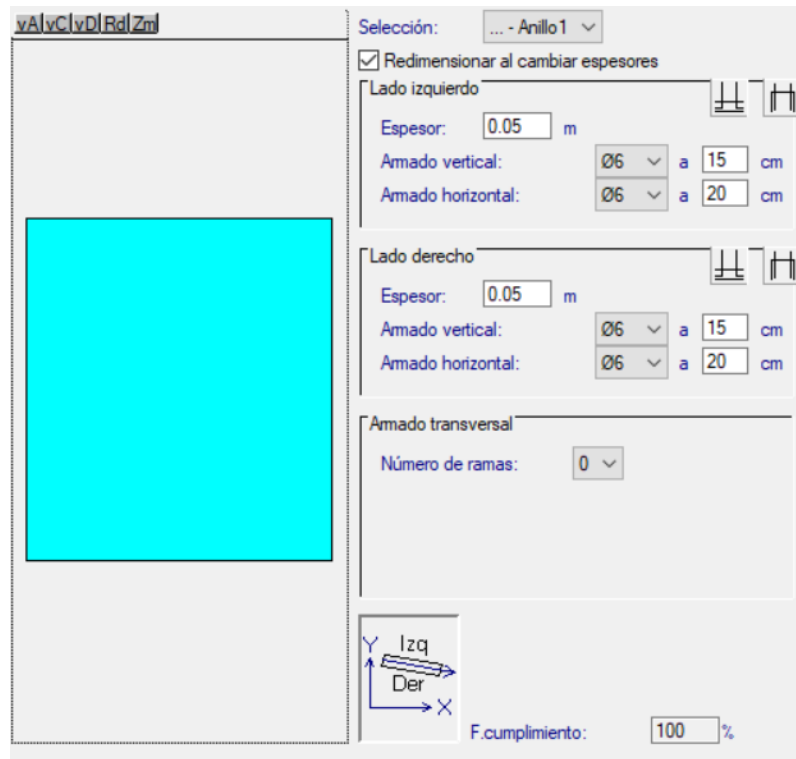 vA vC vD Rd Zm
Selección: ... - Anillo1
Redimensionar al cambiar espesores
Lado izquierdo
Espesor: 0.05 m
Armado vertical: Ø6 a 15 cm
Armado horizontal: Ø6 a 20 cm
Lado derecho
Espesor: 0.05 m
Armado vertical: Ø6 a 15 cm
Armado horizontal: Ø6 a 20 cm
Armado transversal
Número de ramas: 0
Y Izq
Der
X
F.cumplimiento: 100 %